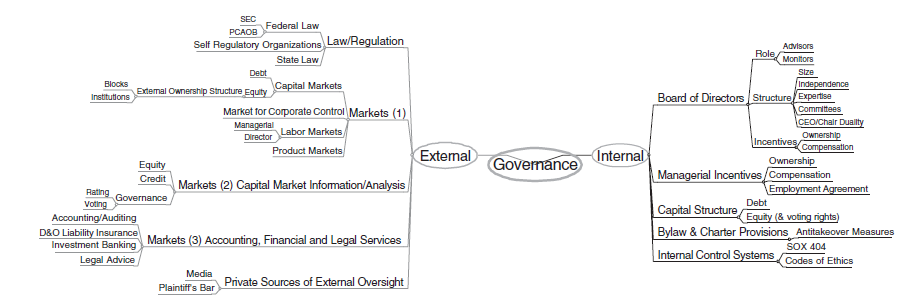 SEC
PCAOB
Federal Law
Self Regulatory Organizations
State Law
Law/Regulation
Debt
Blocks
Institutions
External Ownership Structure
Equity
Capital Markets
Market for Corporate Control
Managerial
Director
Labor Markets
Product Markets
Markets (1)
Equity
Credit
Rating
Voting
Governance
Markets (2) Capital Market Information/Analysis
Accounting/Auditing
D&O Liability Insurance
Investment Banking
Legal Advice
Markets (3) Accounting, Financial and Legal Services
Media
Plaintiff's Bar
Private Sources of External Oversight
External
Governance
Internal
Board of Directors
Role
Advisors
Monitors
Structure
Size
Independence
Expertise
Committees
CEO/Chair Duality
Incentives
Ownership
Compensation
Managerial Incentives
Ownership
Compensation
Employment Agreement
Capital Structure
Debt
Equity (& voting rights)
Bylaw & Charter Provisions
Antitakeover Measures
Internal Control Systems
SOX 404
Codes of Ethics